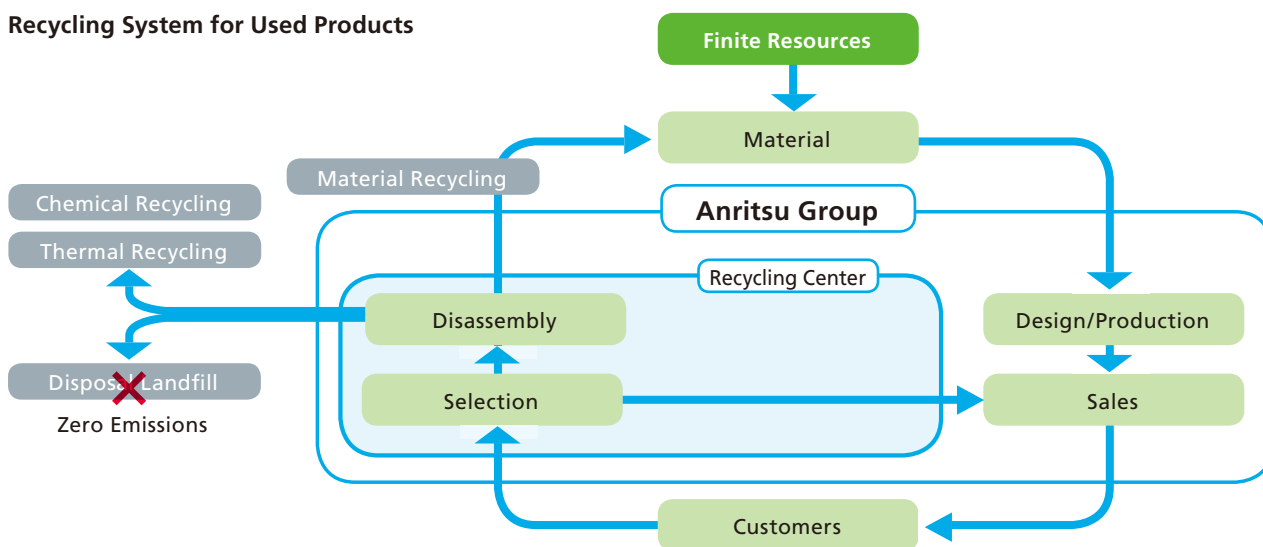 Recycling System for Used Products
Finite Resources
Material
Material Recycling
Chemical Recycling
Thermal Recycling
Anritsu Group
Recycling Center
Disassembly
Design/Production
Disposal Landfill
Zero Emissions
Selection
Sales
Customers